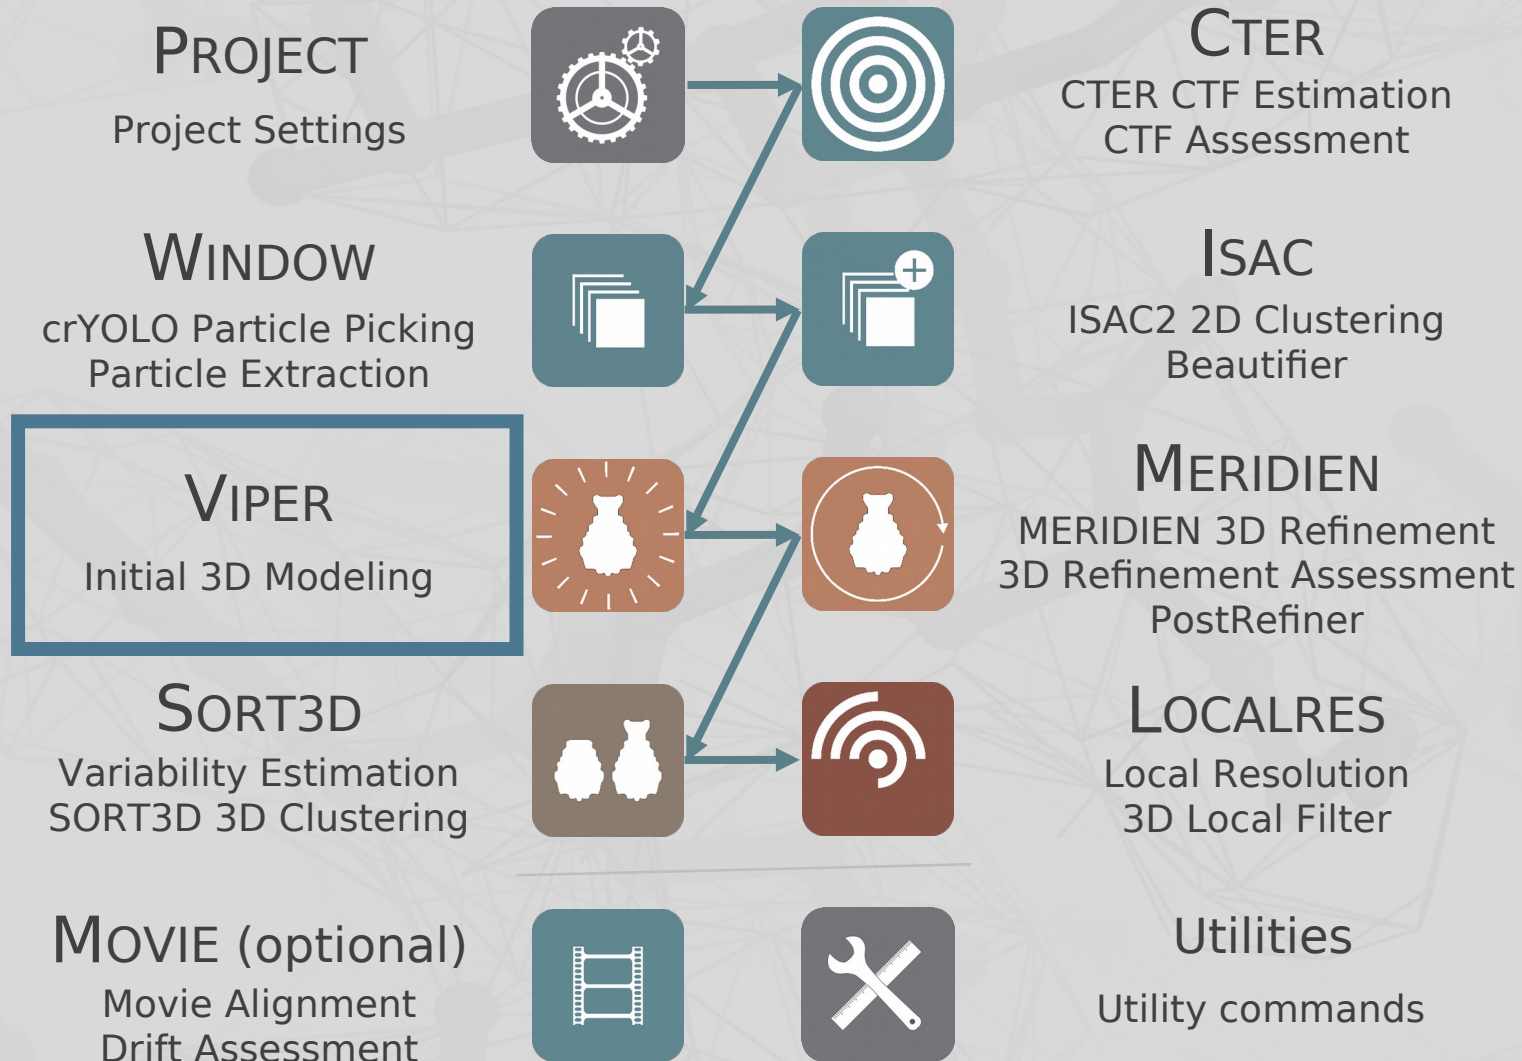 PROJECT
Project Settings
CTER
CTER CTF Estimation
CTF Assessment
WINDOW
crYOLO Particle Picking
Particle Extraction
ISAC
ISAC2 2D Clustering
Beautifier
VIPER
Initial 3D Modeling
MERIDIEN
MERIDIEN 3D Refinement
3D Refinement Assessment
PostRefiner
SORT3D
Variability Estimation
SORT3D 3D Clustering
LOCALRES
Local Resolution
3D Local Filter
MOVIE (optional)
Movie Alignment
Drift Assessment
Utilities
Utility commands